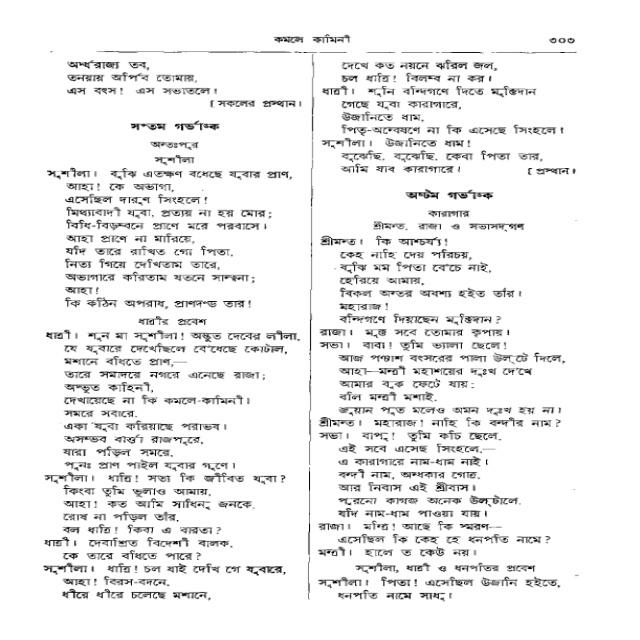 কমলে কামিনী ৩০৩
অর্ধরাজ্য তব,
তনয়ায় অর্পিব তোমায়,
এস বৎস! এস সভাতলে।
[ সকলের প্রস্থান।
সপ্তম গর্ভাঙ্ক
অন্তঃপুর
সুশীলা
সুশীলা। বুঝি এতক্ষণ বধেছে যুবার প্রাণ,
আহা! কে অভাগা,
এসেছিল দারুণ সিংহলে!
মিথ্যাবাদী যুবা, প্রত্যয় না হয় মোর;
বিধি-বিড়ম্বনে প্রাণে মরে পরবাসে।
আহা প্রাণে না মারিয়ে,
যদি তারে রাখিত গো পিতা,
নিত্য গিয়ে দেখিতাম তারে,
অভাগারে করিতাম যতনে সান্ত্বনা;
আহা!
কি কঠিন অপরাধ, প্রাণদণ্ড তার!
ধাত্রীর প্রবেশ
ধাত্রী। শুন মা সুশীলা! অদ্ভুত দেবের লীলা,
যে যুবারে দেখেছিলে বেঁধেছে কোটাল,
মশানে বধিতে প্রাণ,—
তারে সমাদরে নগরে এনেছে রাজা;
অদ্ভুত কাহিনী,
দেখায়েছে না কি কমলে-কামিনী।
সমরে সবারে,
একা যুবা করিয়াছে পরাভব।
অসম্ভব বার্ত্তা রাজপুরে,
যারা পড়িল সমরে,
পুনঃ প্রাণ পাইল যুবার গুণে।
সুশীলা। ধাত্রি! সত্য কি জীবিত যুবা?
কিংবা তুমি ভুলাও আমায়,
আহা! কত আমি সাধিনু জনকে,
রোষ না পড়িল তাঁর,
বল ধাত্রি! কিবা এ বারতা?
ধাত্রী। দেবাশ্রিত বিদেশী বালক,
কে তারে বধিতে পারে?
সুশীলা। ধাত্রি! চল যাই দেখি গে যুবারে,
আহা! বিরস-বদনে,
ধীরে ধীরে চলেছে মশানে,
দেখে কত নয়নে ঝরিল জল,
চল ধাত্রি! বিলম্ব না কর।
ধাত্রী। শুনি বন্দিগণে দিতে মুক্তিদান
গেছে যুবা কারাগারে,
উজানিতে ধাম,
পিতৃ-অন্বেষণে না কি এসেছে সিংহলে।
সুশীলা। উজানিতে ধাম!
বুঝেছি, বুঝেছি, কেবা পিতা তার,
আমি যাব কারাগারে।
[ প্রস্থান।
অষ্টম গর্ভাঙ্ক
কারাগার
শ্রীমন্ত, রাজা ও সভাসদ্‌গণ
শ্রীমন্ত। কি আশ্চর্য্য!
কেহ নাহি দেয় পরিচয়,
বুঝি মম পিতা বেঁচে নাই,
হেরিয়ে আমায়,
বিকল অন্তর অবশ্য হইত তাঁর।
মহারাজ!
বন্দিগণে দিয়াছেন মুক্তিদান?
রাজা। মুক্ত সবে তোমার কৃপায়।
সভা। বাবা! তুমি ভ্যালা ছেলে!
আজ পঞ্চাশ বৎসরের পালা উল্‌টে দিলে,
আহা—মন্ত্রী মহাশয়ের দুঃখ দেখে
আমার বুক ফেটে যায়;
বলি মন্ত্রী মশাই,
জুয়ান পুত মলেও অমন দুঃখ হয় না।
শ্রীমন্ত। মহারাজ! নাহি কি বন্দীর নাম?
সভা। বাপু! তুমি কচি ছেলে,
এই সবে এসেছ সিংহলে,—
এ কারাগারে নাম-ধাম নাই।
বন্দী নাম, অন্ধকার গোত্র,
আর নিবাস এই শ্রীবাস।
পুরনো কাগজ অনেক উল্‌টালে,
যদি নাম-ধাম পাওয়া যায়।
রাজা। মন্ত্রি! আছে কি স্মরণ—
এসেছিল কি কেহ হে ধনপতি নামে?
মন্ত্রী। হালে ত কেউ নয়।
সুশীলা, ধাত্রী ও ধনপতির প্রবেশ
সুশীলা। পিতা! এসেছিল উজানি হইতে,
ধনপতি নামে সাধু।